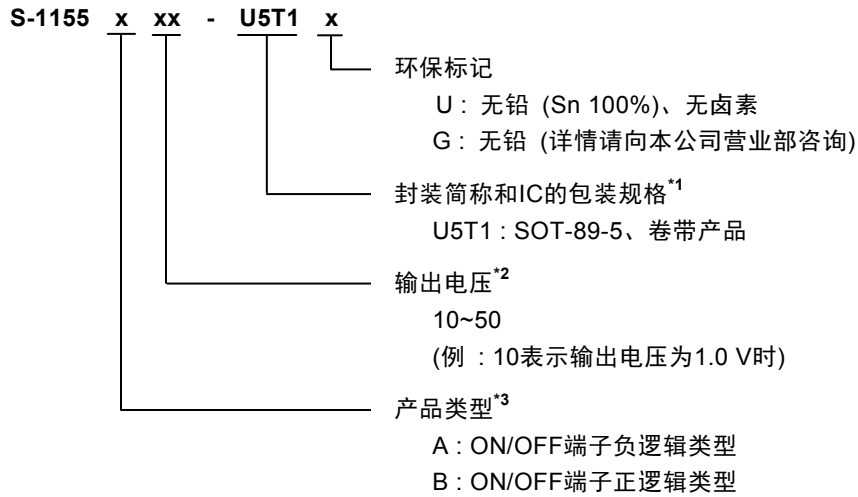 S-1155 x xx - U5T1 x
环保标记
U : 无铅 (Sn 100%)、无卤素
G : 无铅 (详情请向本公司营业部咨询)
封装简称和IC的包装规格*1
U5T1 : SOT-89-5、卷带产品
输出电压*2
10~50
(例 : 10表示输出电压为1.0 V时)
产品类型*3
A : ON/OFF端子负逻辑类型
B : ON/OFF端子正逻辑类型